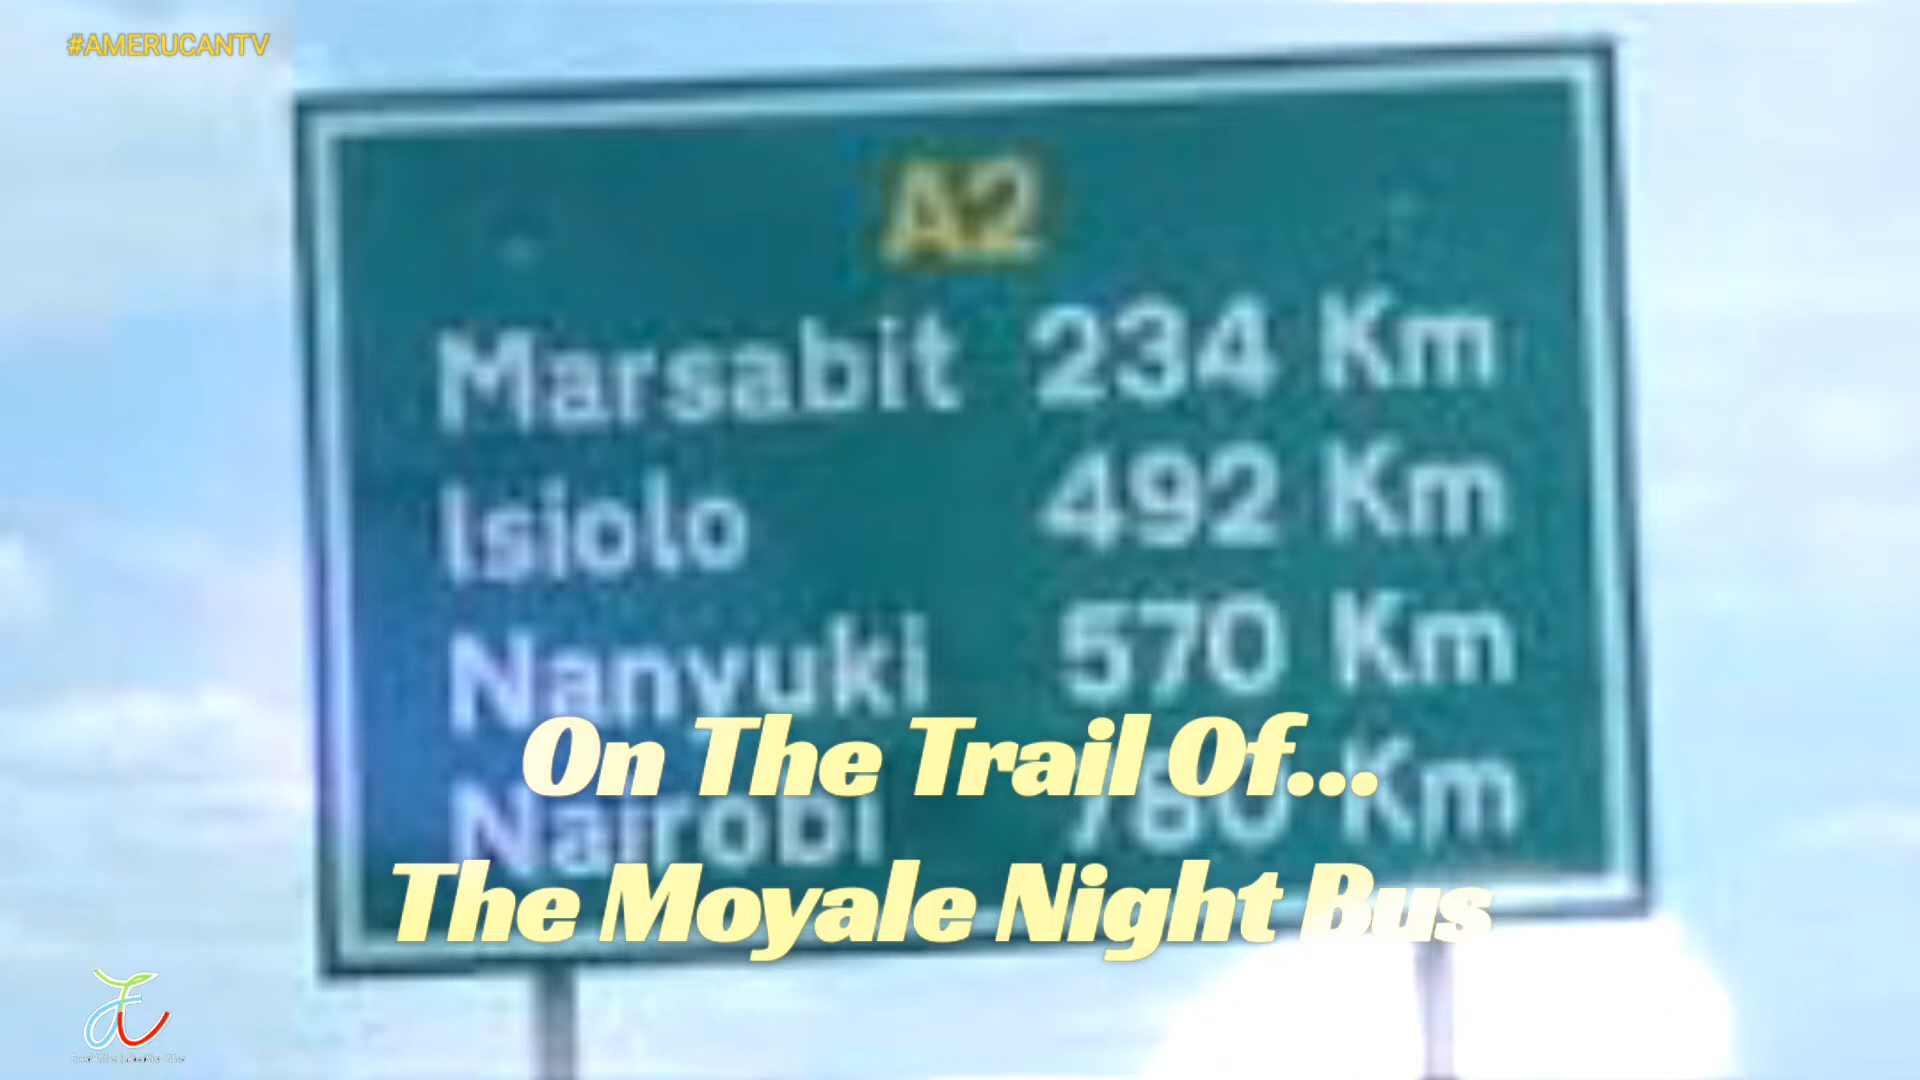 #AMERUCANTV
A2
Marsabit 234 Km
Isiolo 492 Km
Nanyuki 570 Km
On The Trail Of...
Nairobi Km
The Moyale Night Bus